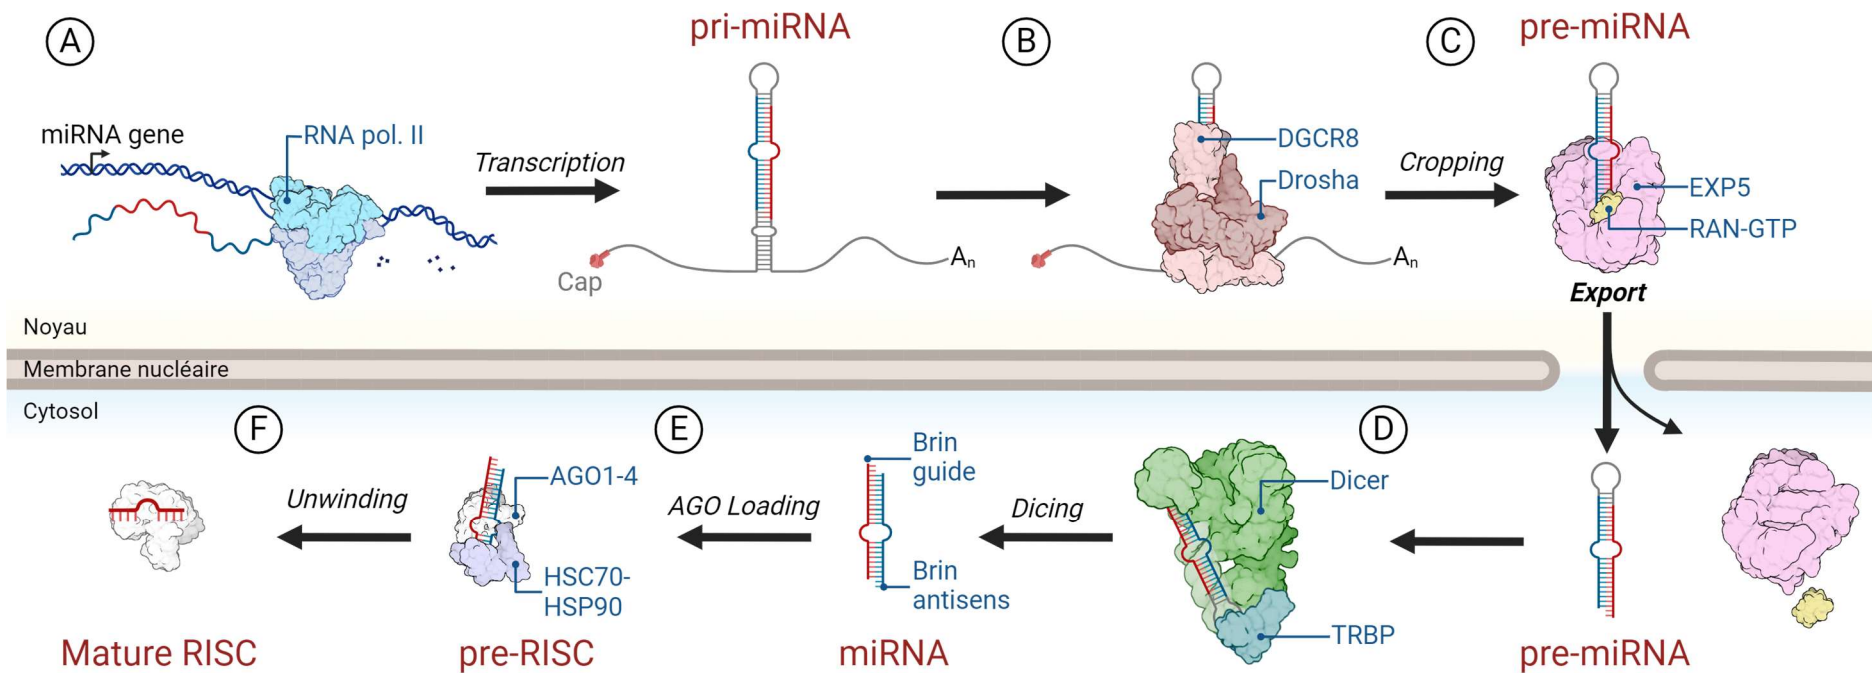 A
pri-miRNA
B
C
pre-miRNA
miRNA gene
RNA pol. II
Transcription
DGCR8
Drosha
Cropping
EXP5
RAN-GTP
Cap
An
An
Export
Noyau
Membrane nucléaire
Cytosol
F
E
D
Unwinding
AGO1-4
HSC70-
HSP90
AGO Loading
Brin
guide
Brin
antisens
Dicing
Dicer
TRBP
Mature RISC
pre-RISC
miRNA
pre-miRNA